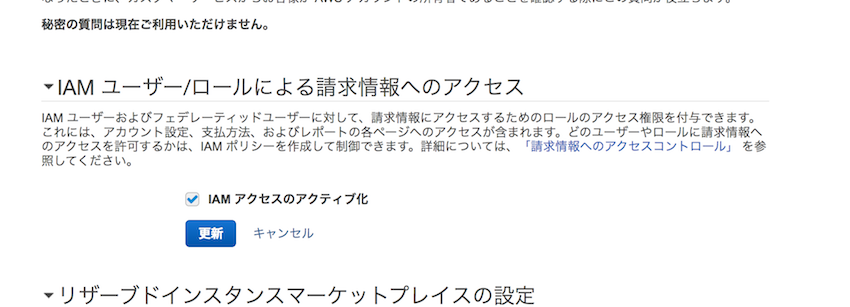 秘密の質問は現在ご利用いただけません。
IAM ユーザー/ロールによる請求情報へのアクセス
IAM ユーザーおよびフェデレーティッドユーザーに対して、請求情報にアクセスするためのロールのアクセス権限を付与できます。
これには、アカウント設定、支払方法、およびレポートの各ページへのアクセスが含まれます。どのユーザーやロールに請求情報へ
のアクセスを許可するかは、IAM ポリシーを作成して制御できます。詳細については、「請求情報へのアクセスコントロール」 を参
照してください。
IAM アクセスのアクティブ化
更新 キャンセル
リザーブドインスタンスマーケットプレイスの設定